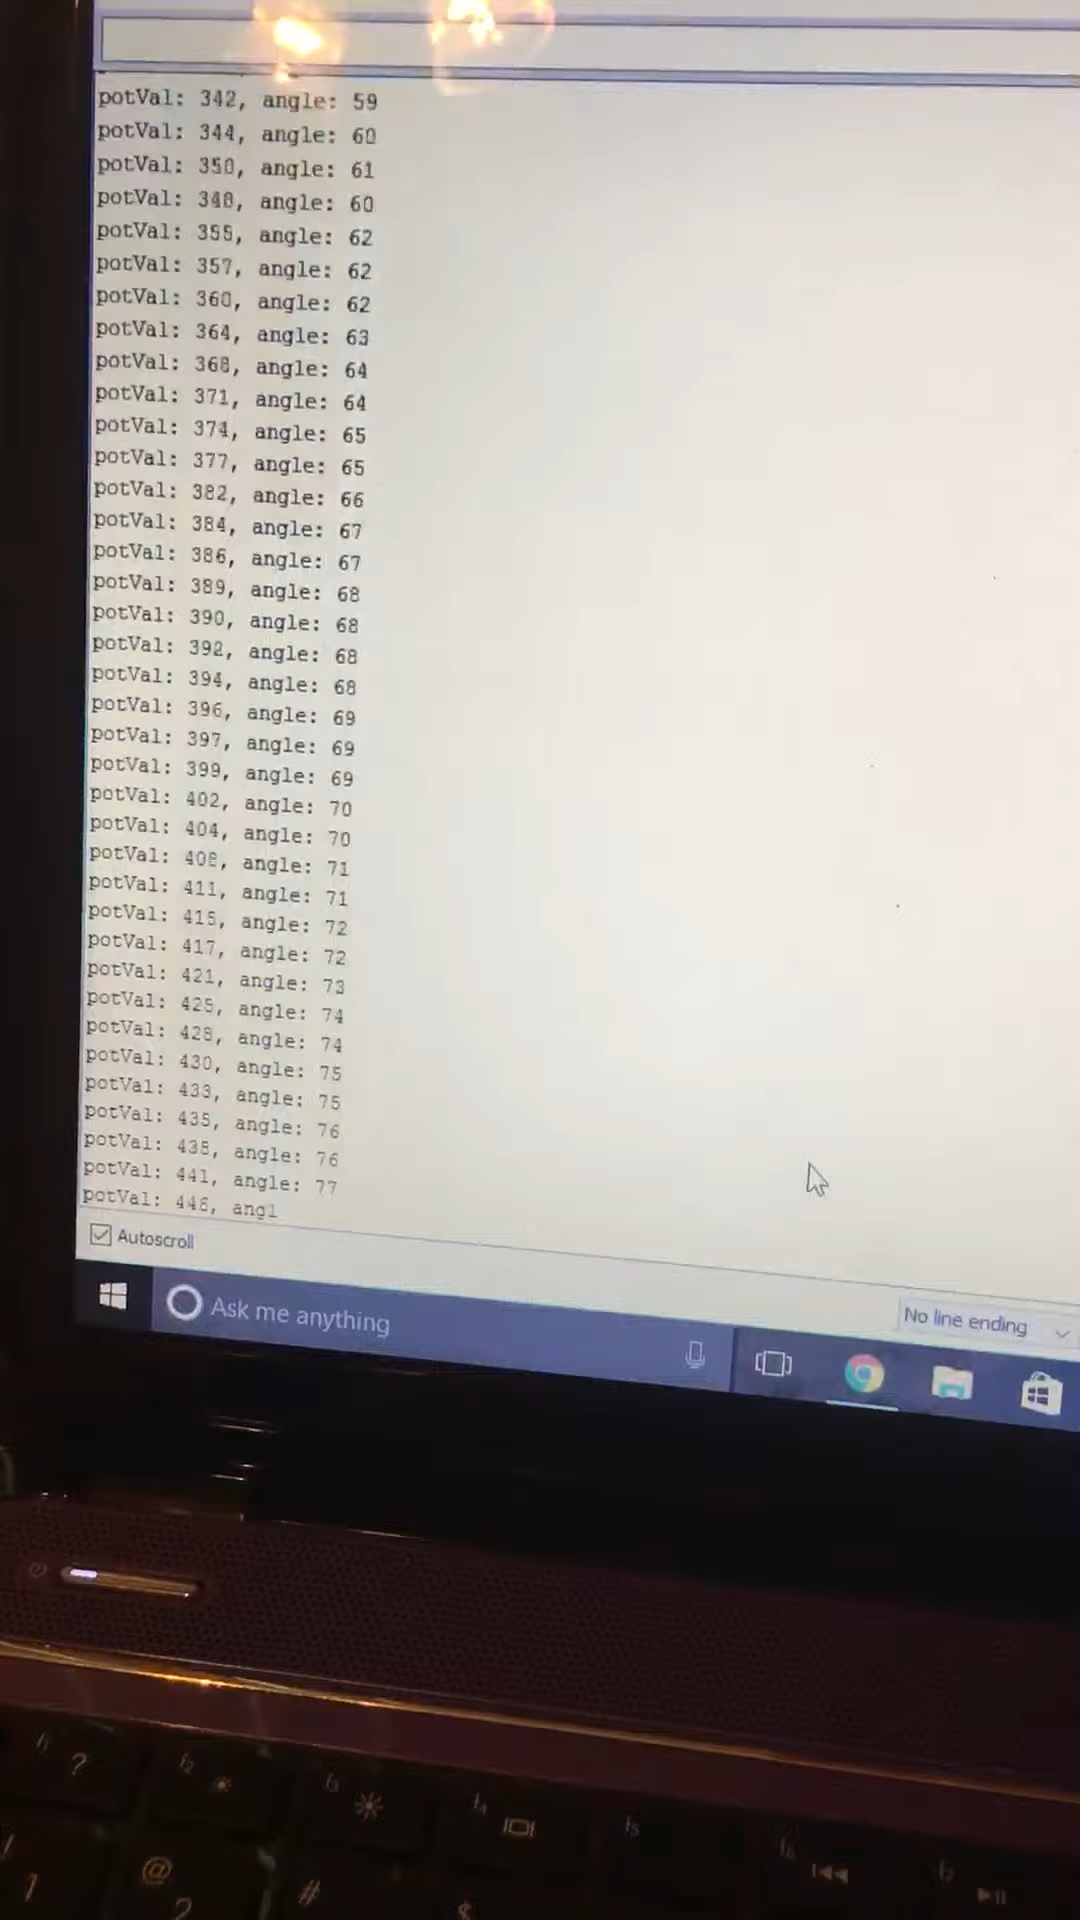 potVal: 342, angle: 59
potVal: 344, angle: 60
potVal: 350, angle: 61
potVal: 348, angle: 60
potVal: 355, angle: 62
potVal: 357, angle: 62
potVal: 360, angle: 62
potVal: 364, angle: 63
potVal: 368, angle: 64
potVal: 371, angle: 64
potVal: 374, angle: 65
potVal: 377, angle: 65
potVal: 382, angle: 66
potVal: 384, angle: 67
potVal: 386, angle: 67
potVal: 389, angle: 68
potVal: 390, angle: 68
potVal: 392, angle: 68
potVal: 394, angle: 68
potVal: 396, angle: 69
potVal: 397, angle: 69
potVal: 399, angle: 69
potVal: 402, angle: 70
potVal: 404, angle: 70
potVal: 408, angle: 71
potVal: 411, angle: 71
potVal: 415, angle: 72
potVal: 417, angle: 72
potVal: 421, angle: 73
potVal: 425, angle: 74
potVal: 428, angle: 74
potVal: 430, angle: 75
potVal: 433, angle: 75
potVal: 435, angle: 76
potVal: 438, angle: 76
potVal: 441, angle: 77
potVal: angl
Autoscroll
No line ending
Ask me anything
f2
f3
f4
f5
f6
?
!
1
@
2
#
$